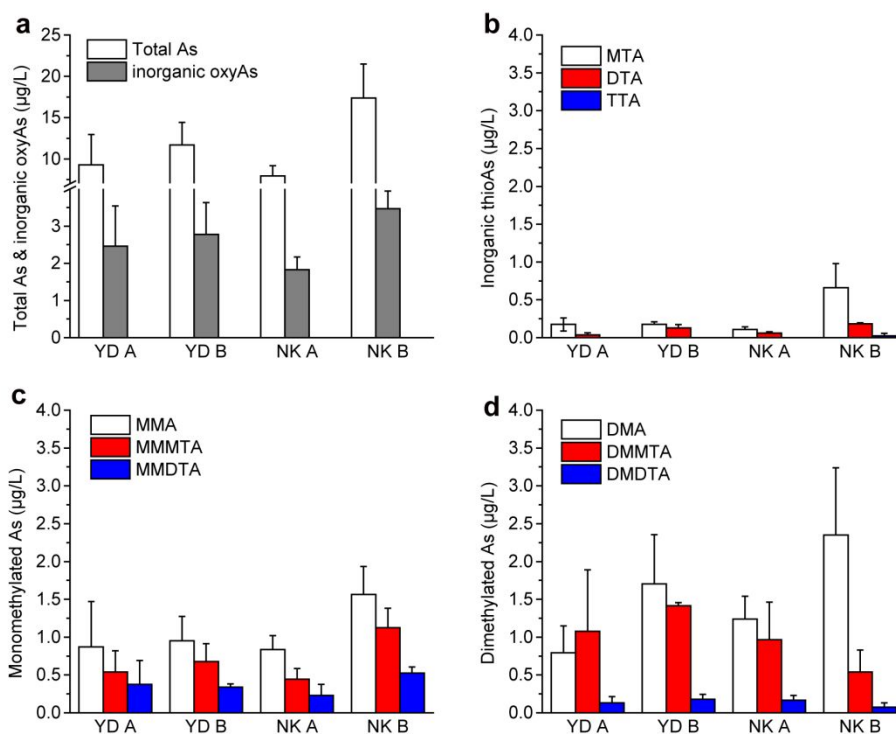 a
Total As
inorganic oxyAs
Total As & inorganic oxyAs (µg/L)
25
20
15
10
3
2
1
0
YD A YD B NK A NK B
b
MTA
DTA
TTA
Inorganic thioAs (µg/L)
4.0
3.5
3.0
2.5
2.0
1.5
1.0
0.5
0.0
YD A YD B NK A NK B
c
MMA
MMMTA
MMDTA
Monomethylated As (µg/L)
4.0
3.5
3.0
2.5
2.0
1.5
1.0
0.5
0.0
YD A YD B NK A NK B
d
DMA
DMMTA
DMDTA
Dimethylated As (µg/L)
4.0
3.5
3.0
2.5
2.0
1.5
1.0
0.5
0.0
YD A YD B NK A NK B